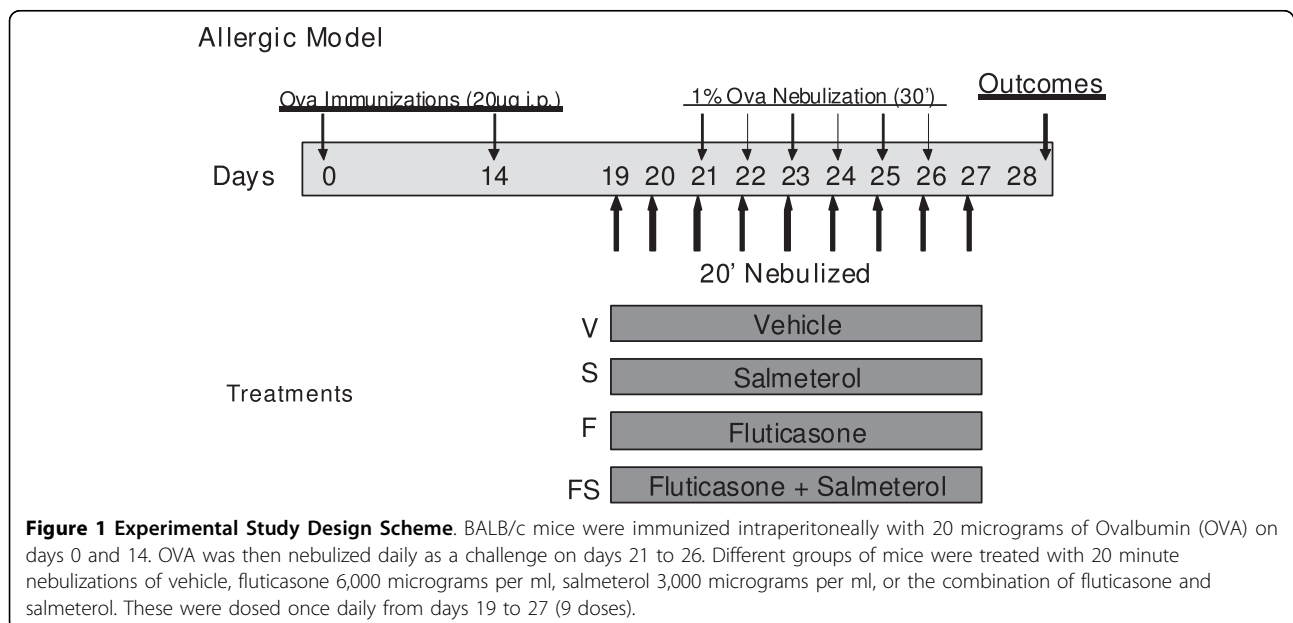 Allergic Model
Ova Immunizations (20ug i.p.)
1% Ova Nebulization (30')
Outcomes
Days 0 14 19 20 21 22 23 24 25 26 27 28
20' Nebulized
V Vehicle
S Salmeterol
Treatments
F Fluticasone
FS Fluticasone + Salmeterol
Figure 1 Experimental Study Design Scheme. BALB/c mice were immunized intraperitoneally with 20 micrograms of Ovalbumin (OVA) on
days 0 and 14. OVA was then nebulized daily as a challenge on days 21 to 26. Different groups of mice were treated with 20 minute
nebulizations of vehicle, fluticasone 6,000 micrograms per ml, salmeterol 3,000 micrograms per ml, or the combination of fluticasone and
salmeterol. These were dosed once daily from days 19 to 27 (9 doses).